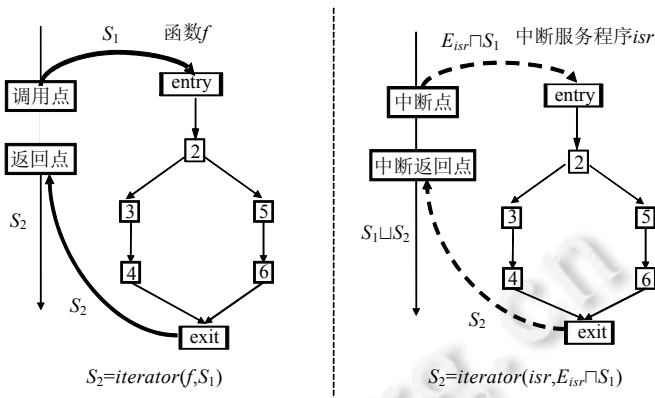 S₁
函数f
entry
调用点
返回点
2
3
5
4
6
S₂
S₂
exit
S₂=iterator(f,S₁)
E_isr⊓S₁
中断服务程序isr
entry
中断点
中断返回点
2
3
5
4
6
S₁⊔S₂
S₂
exit
S₂=iterator(isr,E_isr⊓S₁)